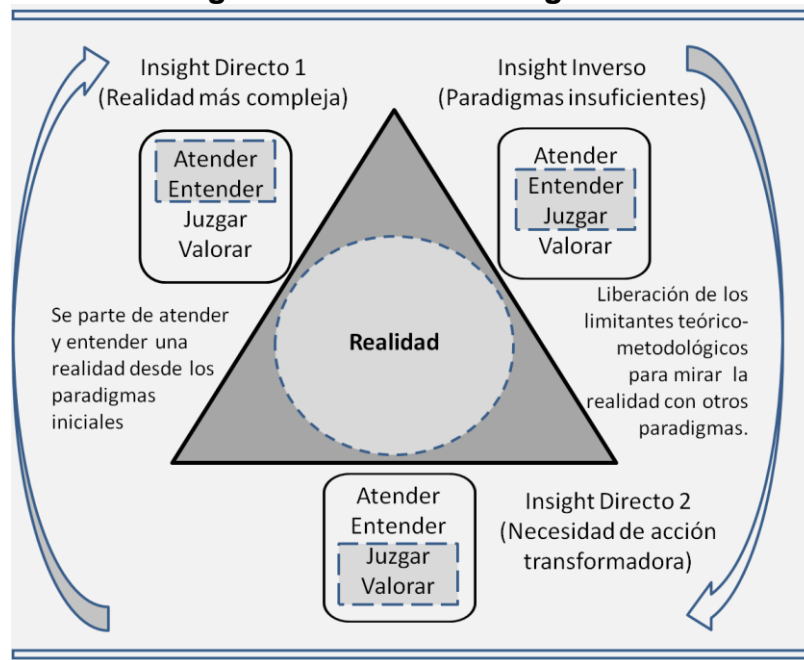 Insight Directo 1
(Realidad más compleja)
Insight Inverso
(Paradigmas insuficientes)
Atender
Entender
Juzgar
Valorar
Atender
Entender
Juzgar
Valorar
Se parte de atender
y entender una
realidad desde los
paradigmas
iniciales
Realidad
Liberación de los
limitantes teórico-
metodológicos
para mirar la
realidad con otros
paradigmas.
Atender
Entender
Juzgar
Valorar
Insight Directo 2
(Necesidad de acción
transformadora)